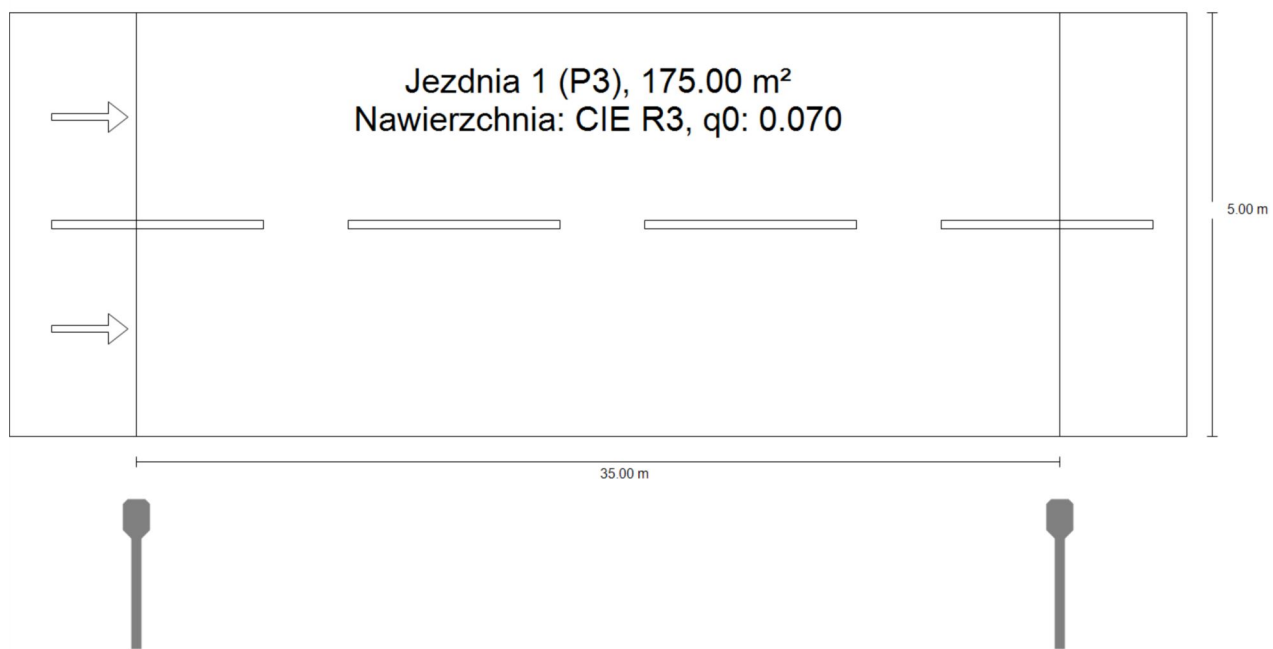 Jezdnia 1 (P3), 175.00 m²
Nawierzchnia: CIE R3, q0: 0.070
5.00 m
35.00 m